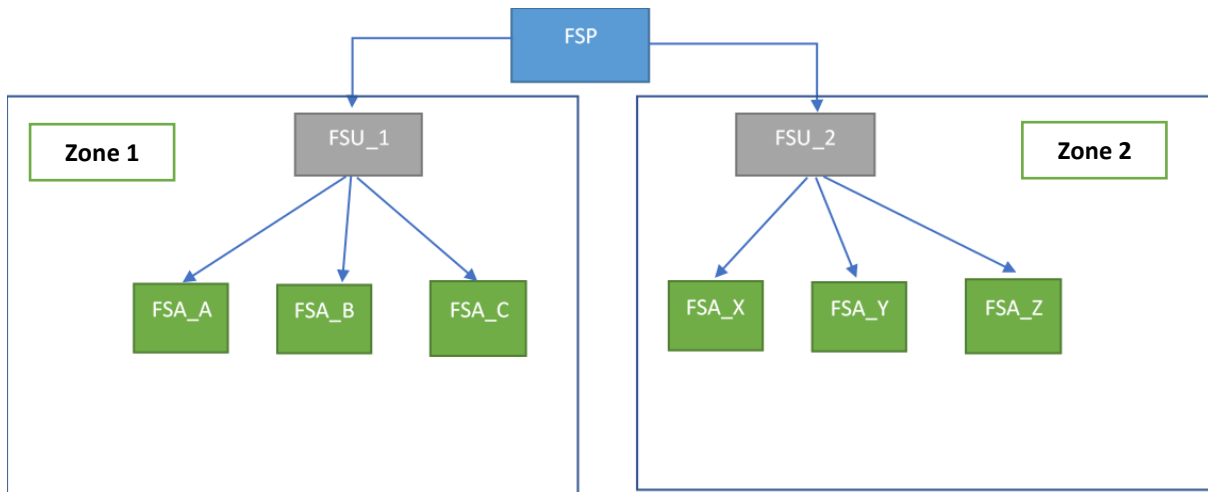 FSP
Zone 1
FSU_1
FSU_2
Zone 2
FSA_A
FSA_B
FSA_C
FSA_X
FSA_Y
FSA_Z